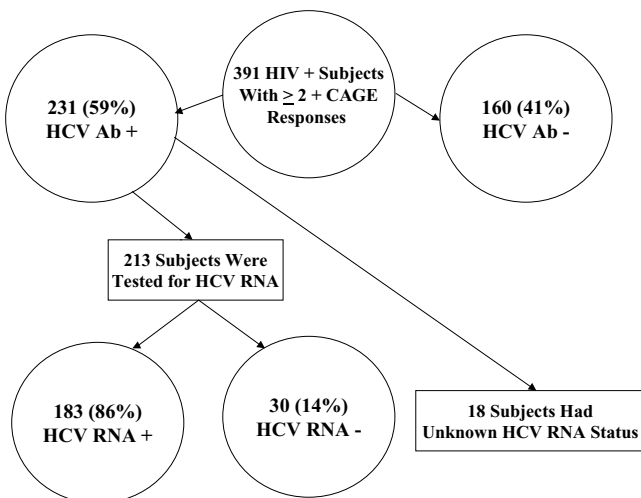 391 HIV + Subjects
With ≥ 2 + CAGE
Responses
231 (59%)
HCV Ab +
160 (41%)
HCV Ab -
213 Subjects Were
Tested for HCV RNA
183 (86%)
HCV RNA +
30 (14%)
HCV RNA -
18 Subjects Had
Unknown HCV RNA Status